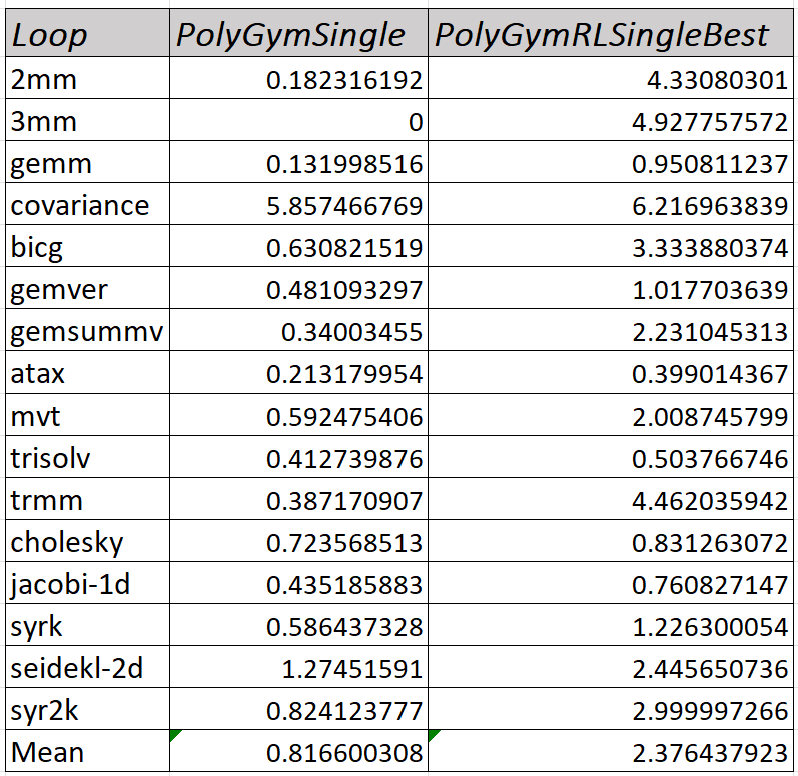 Loop PolyGymSingle PolyGymRLSingleBest
2mm 0.182316192 4.33080301
3mm 0 4.927757572
gemm 0.131998516 0.950811237
covariance 5.857466769 6.216963839
bicg 0.630821519 3.333880374
gemver 0.481093297 1.017703639
gemsummv 0.34003455 2.231045313
atax 0.213179954 0.399014367
mvt 0.592475406 2.008745799
trisolv 0.412739876 0.503766746
trmm 0.387170907 4.462035942
cholesky 0.723568513 0.831263072
jacobi-1d 0.435185883 0.760827147
syrk 0.586437328 1.226300054
seidekl-2d 1.27451591 2.445650736
syr2k 0.824123777 2.999997266
Mean 0.816600308 2.376437923